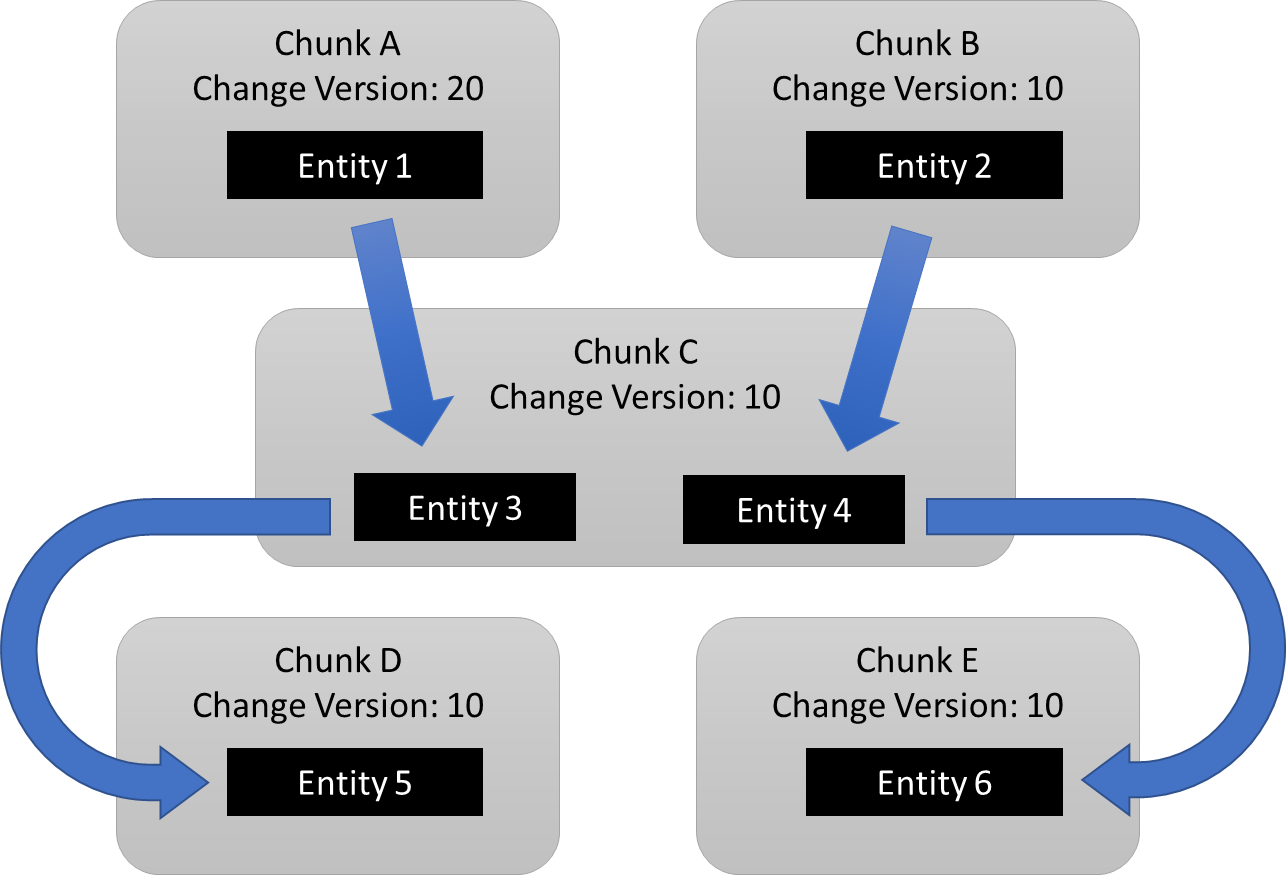 Chunk A
Change Version: 20
Entity 1
Chunk B
Change Version: 10
Entity 2
Chunk C
Change Version: 10
Entity 3
Entity 4
Chunk D
Change Version: 10
Entity 5
Chunk E
Change Version: 10
Entity 6